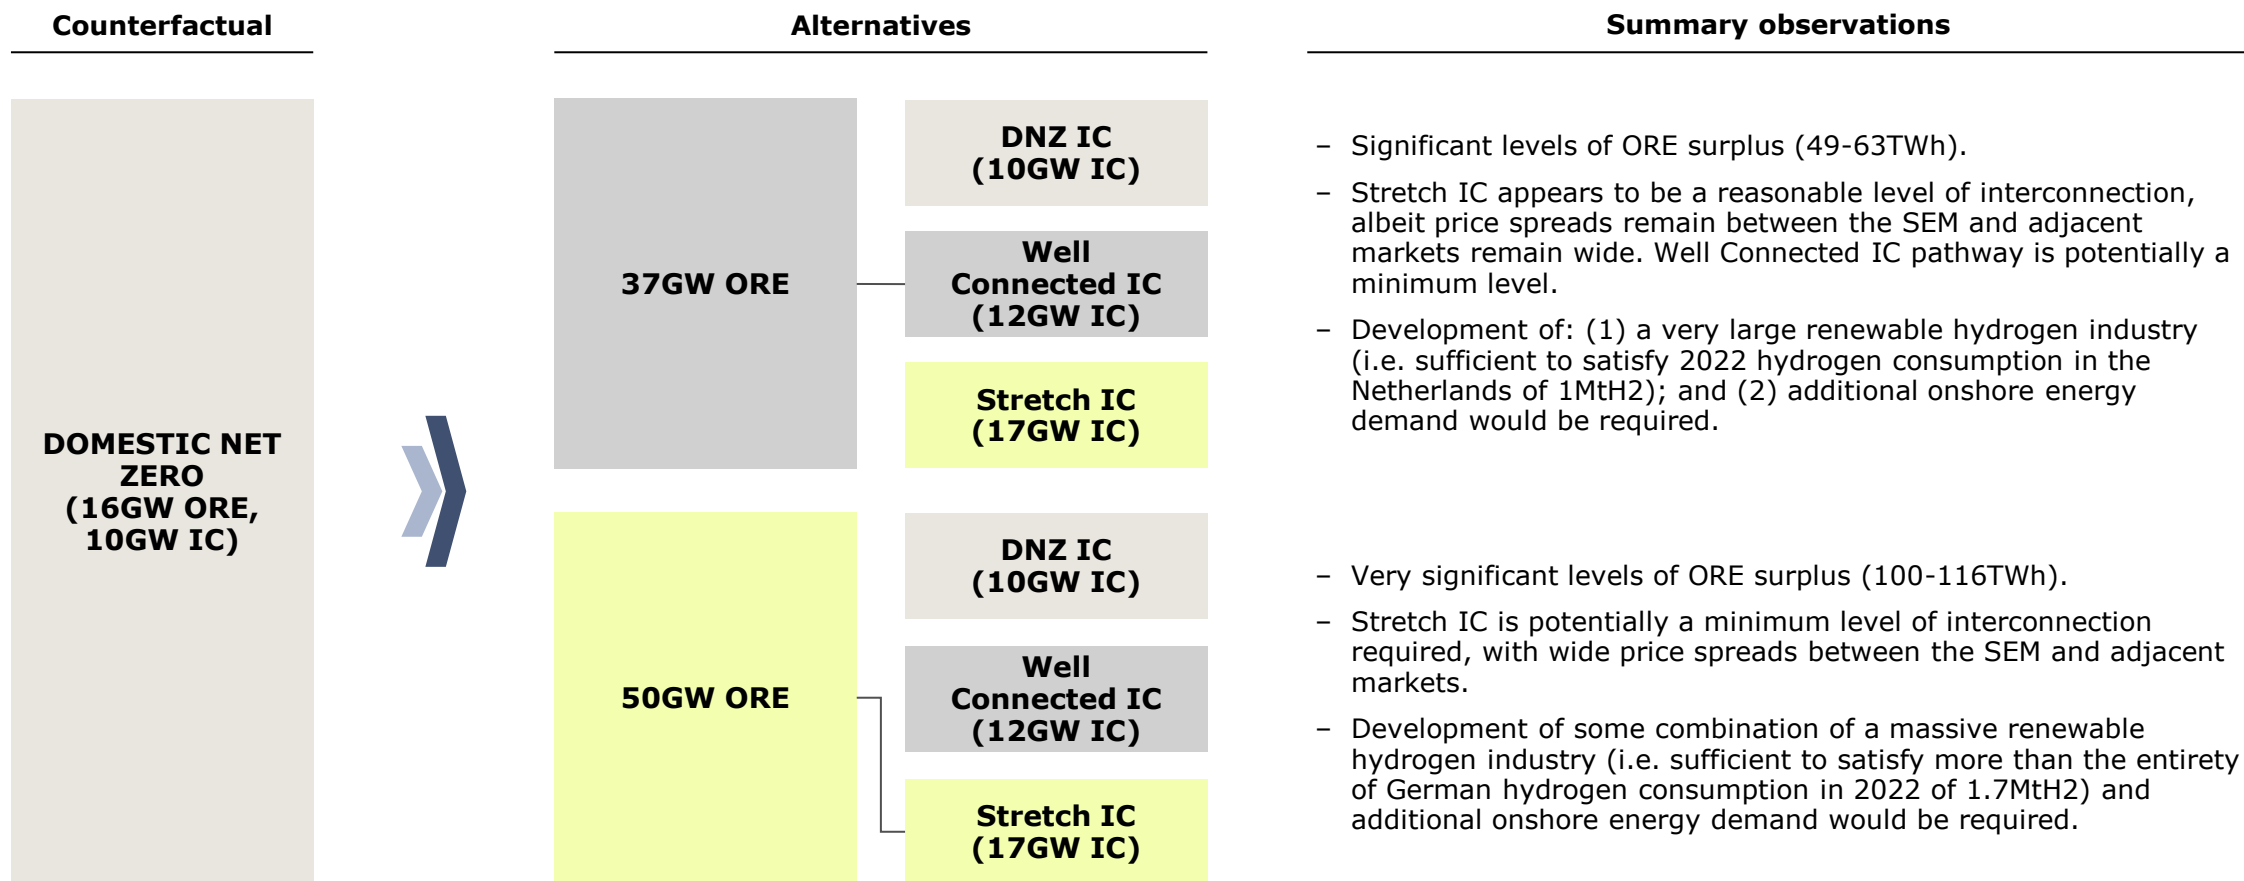 Counterfactual
Alternatives
Summary observations
DOMESTIC NET
ZERO
(16GW ORE,
10GW IC)
37GW ORE
DNZ IC
(10GW IC)
Well
Connected IC
(12GW IC)
Stretch IC
(17GW IC)
– Significant levels of ORE surplus (49-63TWh).
– Stretch IC appears to be a reasonable level of interconnection,
albeit price spreads remain between the SEM and adjacent
markets remain wide. Well Connected IC pathway is potentially a
minimum level.
– Development of: (1) a very large renewable hydrogen industry
(i.e. sufficient to satisfy 2022 hydrogen consumption in the
Netherlands of 1MtH2); and (2) additional onshore energy
demand would be required.
50GW ORE
DNZ IC
(10GW IC)
Well
Connected IC
(12GW IC)
Stretch IC
(17GW IC)
– Very significant levels of ORE surplus (100-116TWh).
– Stretch IC is potentially a minimum level of interconnection
required, with wide price spreads between the SEM and adjacent
markets.
– Development of some combination of a massive renewable
hydrogen industry (i.e. sufficient to satisfy more than the entirety
of German hydrogen consumption in 2022 of 1.7MtH2) and
additional onshore energy demand would be required.